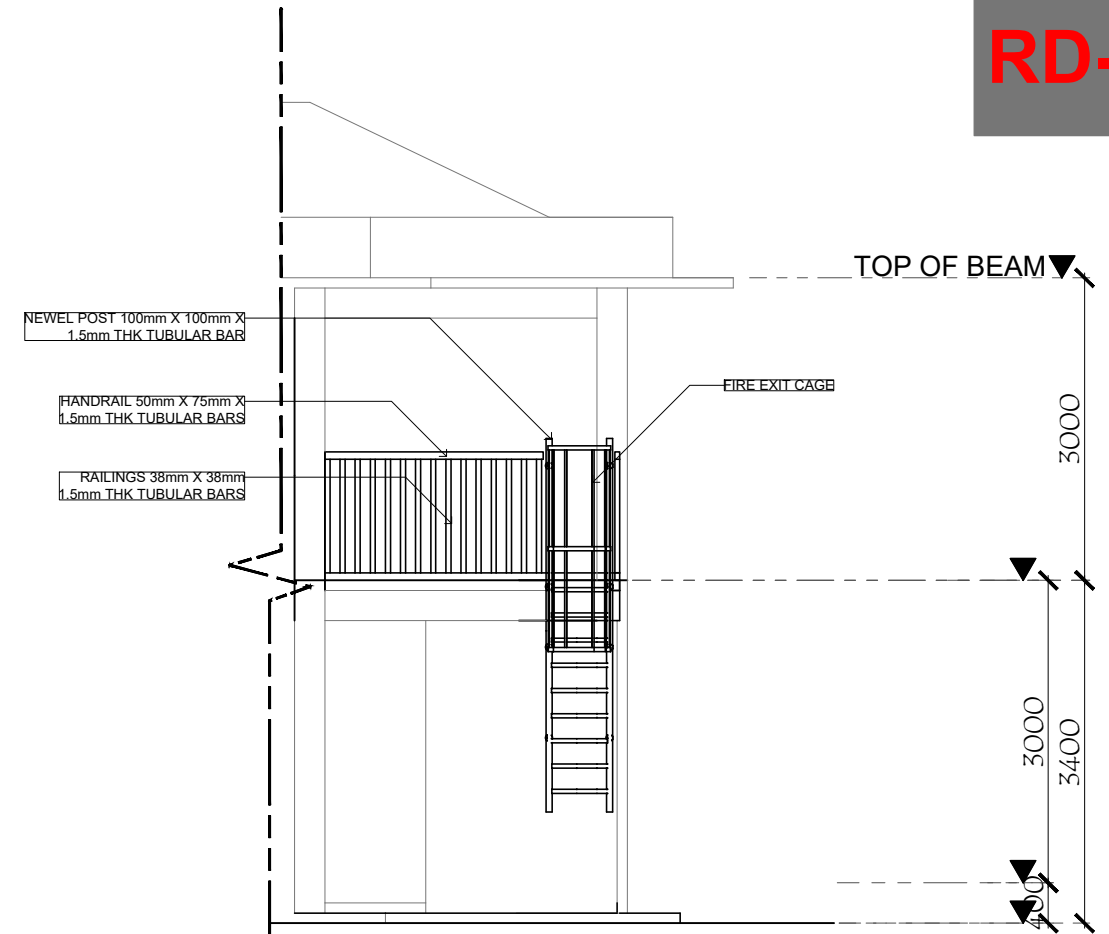 RD-
TOP OF BEAM
NEWEL POST 100mm X 100mm X
1.5mm THK TUBULAR BAR
FIRE EXIT CAGE
HANDRAIL 50mm X 75mm X
1.5mm THK TUBULAR BARS
3000
RAILINGS 38mm X 38mm
1.5mm THK TUBULAR BARS
3000
3400
400